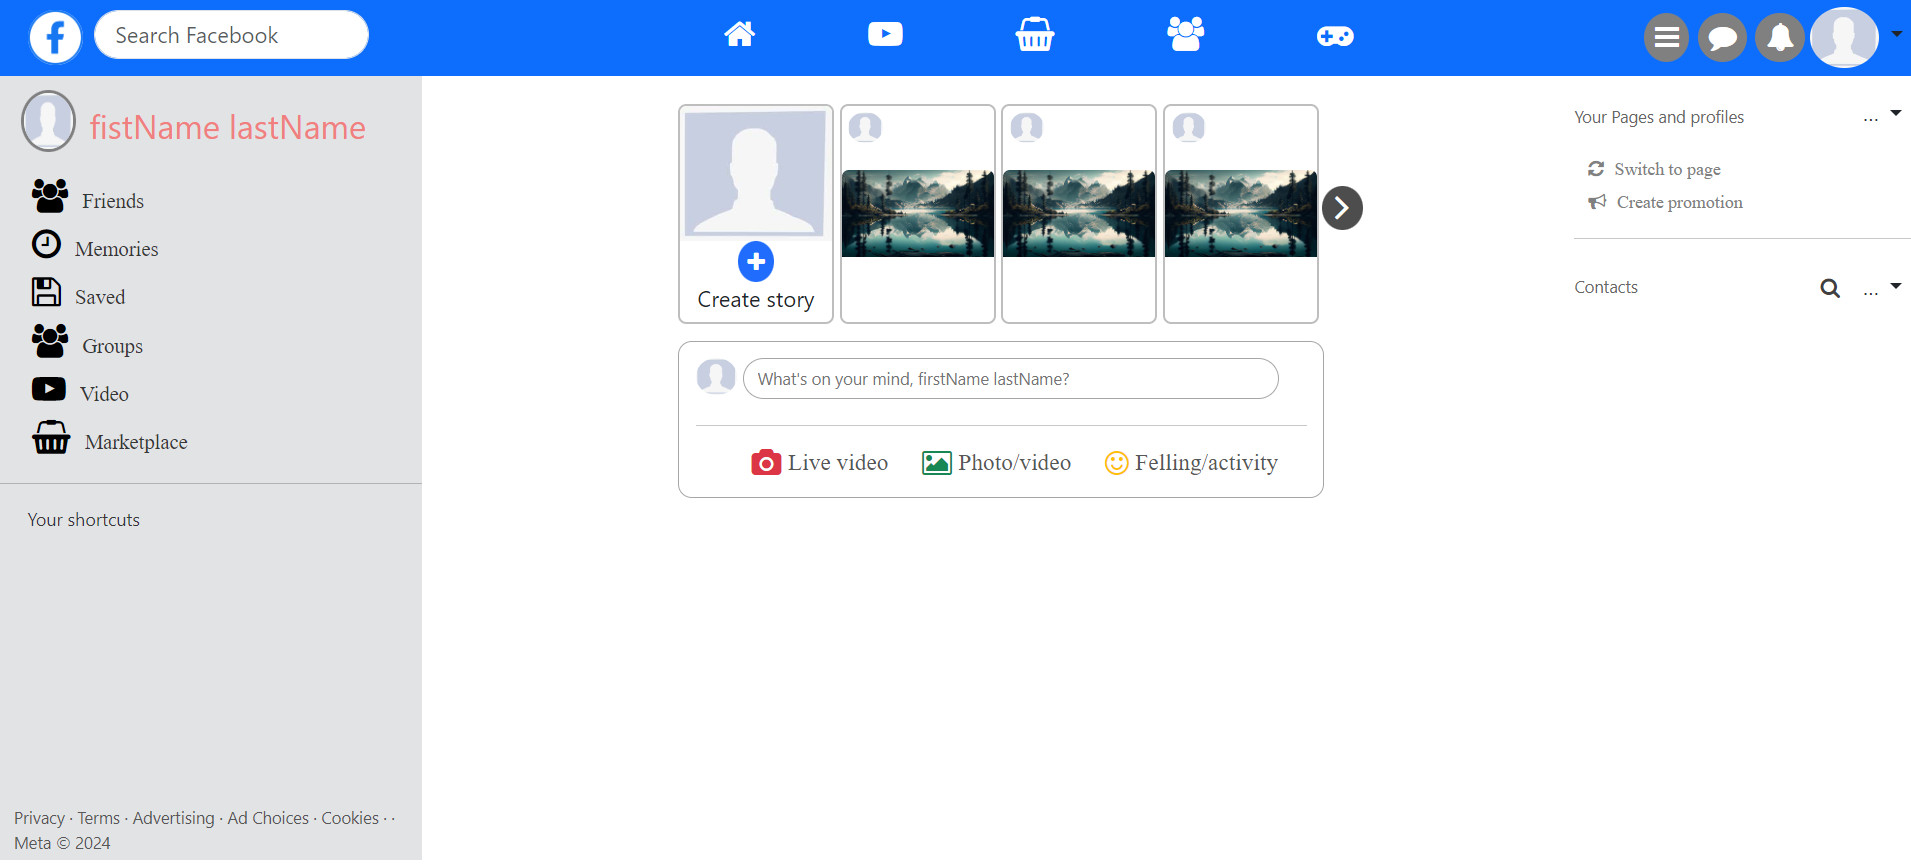 Search Facebook
fistName lastName
Friends
Memories
Saved
Groups
Video
Marketplace
Your shortcuts
Privacy · Terms · Advertising · Ad Choices · Cookies · ·
Meta © 2024
Create story
What's on your mind, firstName lastName?
Live video
Photo/video
Felling/activity
Your Pages and profiles
...
Switch to page
Create promotion
Contacts
...